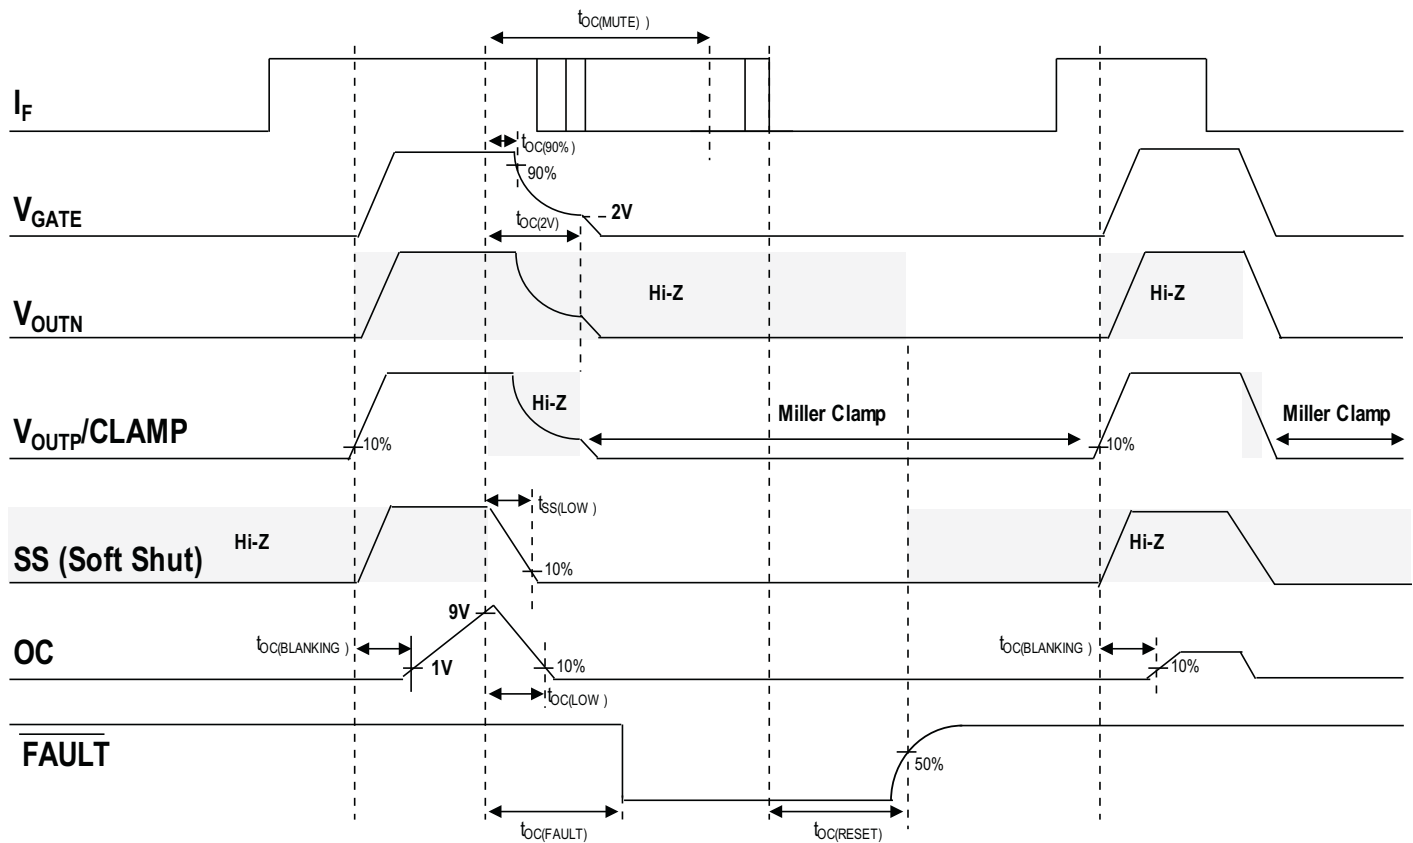 tOC(MUTE) )
IF
tOC(90%)
90%
VGATE
2V
tOC(2V)
Hi-Z
Hi-Z
VOUTN
Hi-Z
Miller Clamp
Miller Clamp
VOUTP/CLAMP
10%
10%
tSS(LOW )
Hi-Z
Hi-Z
SS (Soft Shut)
10%
9V
tOC(BLANKING )
tOC(BLANKING )
OC
1V
10%
10%
tOC(LOW )
FAULT
50%
tOC(FAULT)
tOC(RESET)